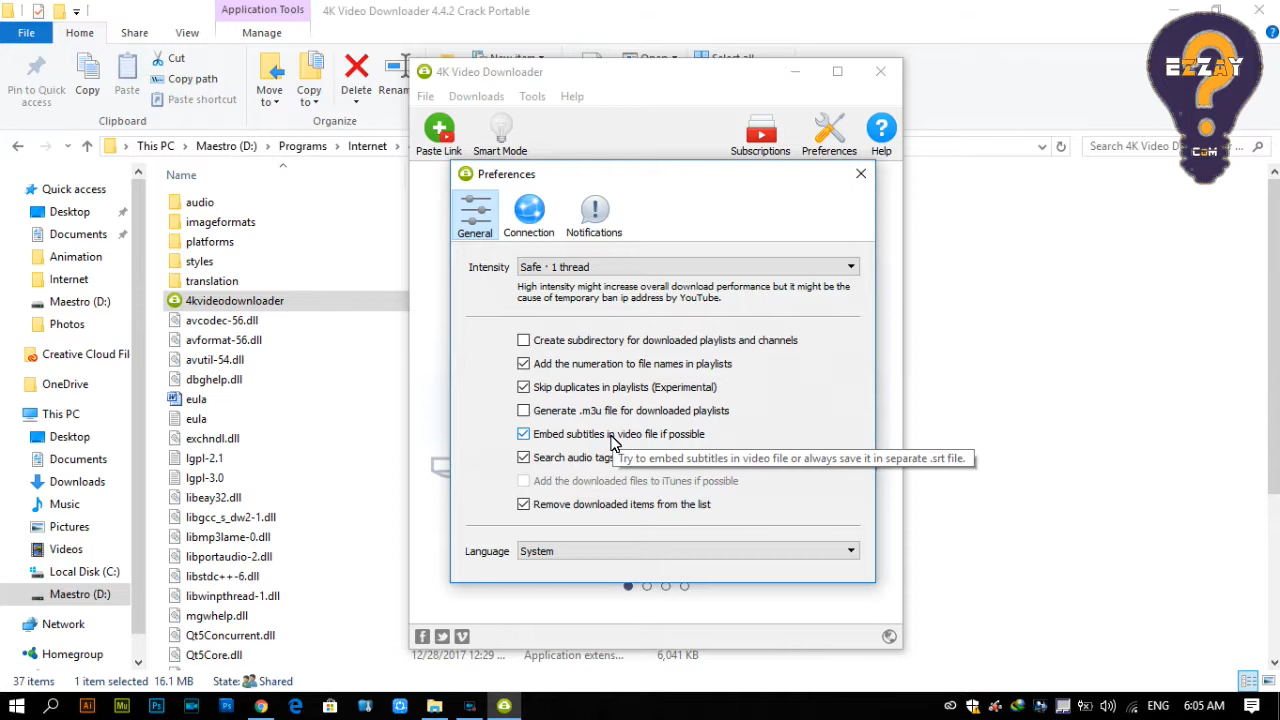 Application Tools
4K Video Downloader 4.4.2 Crack Portable
File
Home
Share
View
Manage
Pin to Quick access
Copy
Paste
Cut
Copy path
Paste shortcut
Clipboard
Move to
Copy to
Delete
Organize
This PC
Maestro (D:)
Programs
Internet
Search 4K Video D... ...
EZZAY
?
COM
Quick access
Desktop
Documents
Animation
Internet
Maestro (D:)
Photos
Creative Cloud Fil
OneDrive
This PC
Desktop
Documents
Downloads
Music
Pictures
Videos
Local Disk (C:)
Maestro (D:)
Network
Homegroup
Name
audio
imageformats
platforms
styles
translation
4kvideodownloader
avcodec-56.dll
avformat-56.dll
avutil-54.dll
dbghelp.dll
eula
eula
exchndl.dll
lgpl-2.1
lgpl-3.0
libeay32.dll
libgcc_s_dw2-1.dll
libmp3lame-0.dll
libportaudio-2.dll
libstdc++-6.dll
libwinpthread-1.dll
mgwhelp.dll
Qt5Concurrent.dll
Qt5Core.dll
12/28/2017 12:29 ...
Application extens...
6,041 KB
4K Video Downloader
File
Downloads
Tools
Help
Paste Link
Smart Mode
Subscriptions
Preferences
Help
Preferences
General
Connection
Notifications
Intensity
Safe · 1 thread
High intensity might increase overall download performance but it might be the
cause of temporary ban ip address by YouTube.
Create subdirectory for downloaded playlists and channels
Add the numeration to file names in playlists
Skip duplicates in playlists (Experimental)
Generate .m3u file for downloaded playlists
Embed subtitles in video file if possible
Search audio tags
Try to embed subtitles in video file or always save it in separate .srt file.
Add the downloaded files to iTunes if possible
Remove downloaded items from the list
Language
System
37 items
1 item selected 16.1 MB
State:
Shared
ENG
6:05 AM